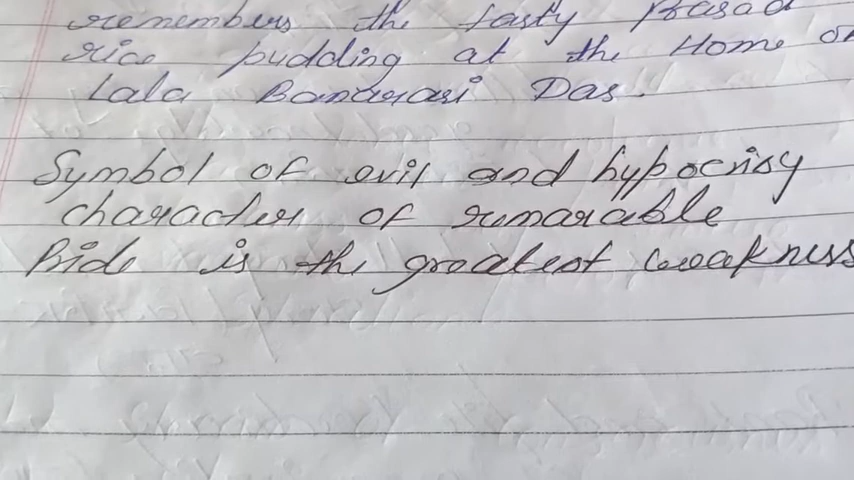 remembers the tasty Prasad
rice pudding at the Home of
Lala Banarasi Das.
Symbol of evil and hypocrisy
character of remarable
Pride is the greatest weakness